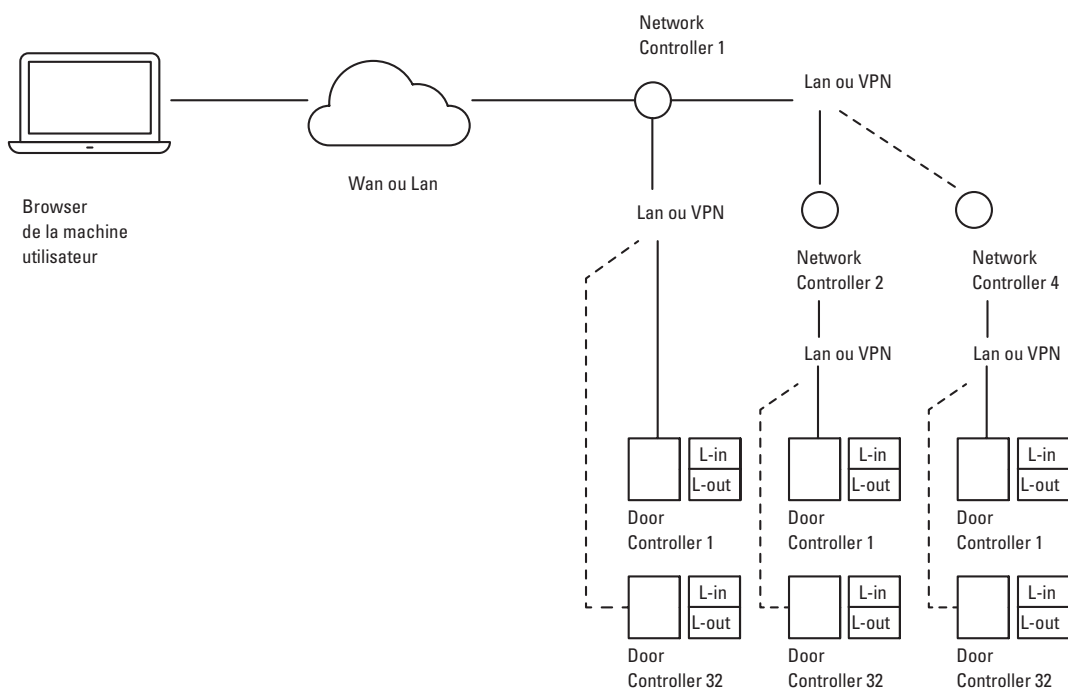 Network
Controller 1
Lan ou VPN
Wan ou Lan
Browser
de la machine
utilisateur
Lan ou VPN
Network
Controller 2
Network
Controller 4
Lan ou VPN
Lan ou VPN
L-in
L-out
Door
Controller 1
L-in
L-out
Door
Controller 1
L-in
L-out
Door
Controller 1
L-in
L-out
Door
Controller 32
L-in
L-out
Door
Controller 32
L-in
L-out
Door
Controller 32